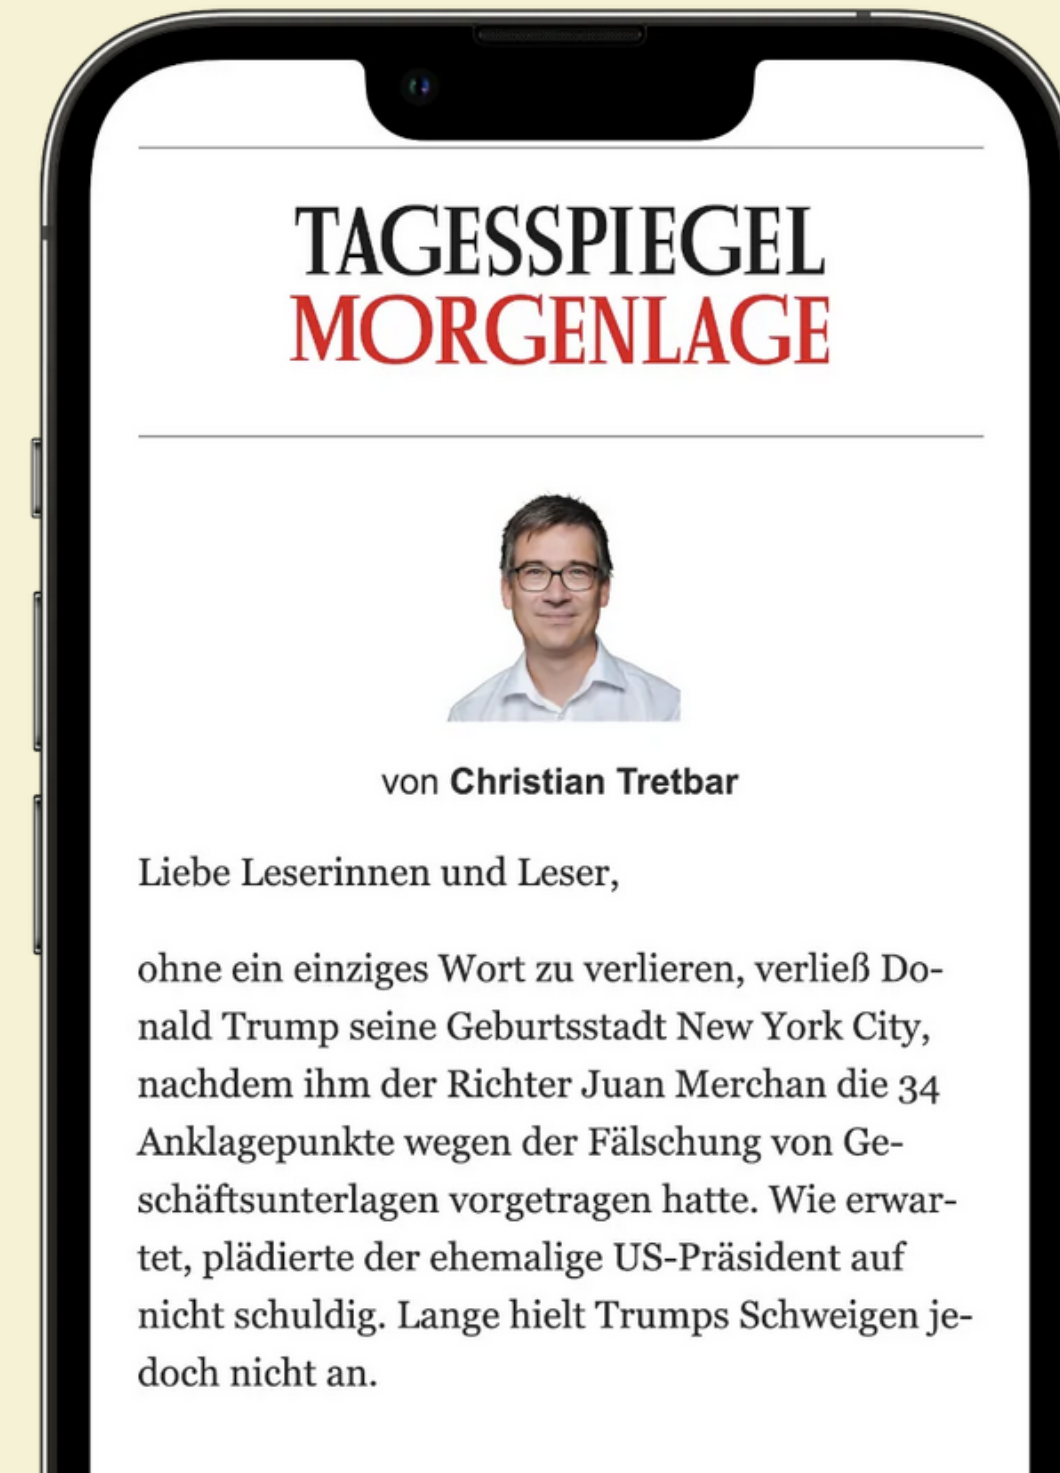 TAGESSPIEGEL
MORGENLAGE
von Christian Tretbar
Liebe Leserinnen und Leser,
ohne ein einziges Wort zu verlieren, verließ Do-
nald Trump seine Geburtsstadt New York City,
nachdem ihm der Richter Juan Merchan die 34
Anklagepunkte wegen der Fälschung von Ge-
schäftsunterlagen vorgetragen hatte. Wie erwar-
tet, plädierte der ehemalige US-Präsident auf
nicht schuldig. Lange hielt Trumps Schweigen je-
doch nicht an.